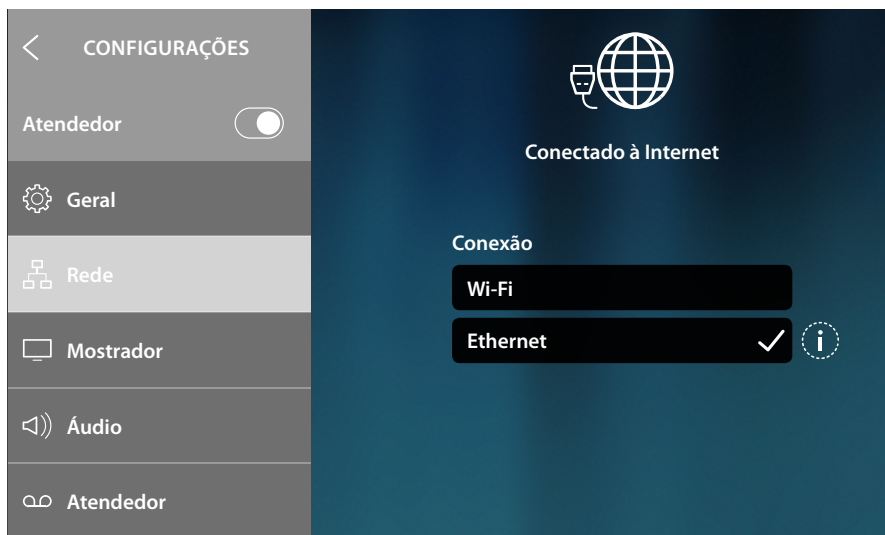 CONFIGURAÇÕES
Atendedor
Geral
Rede
Mostrador
Áudio
Atendedor
Conectado à Internet
Conexão
Wi-Fi
Ethernet
i